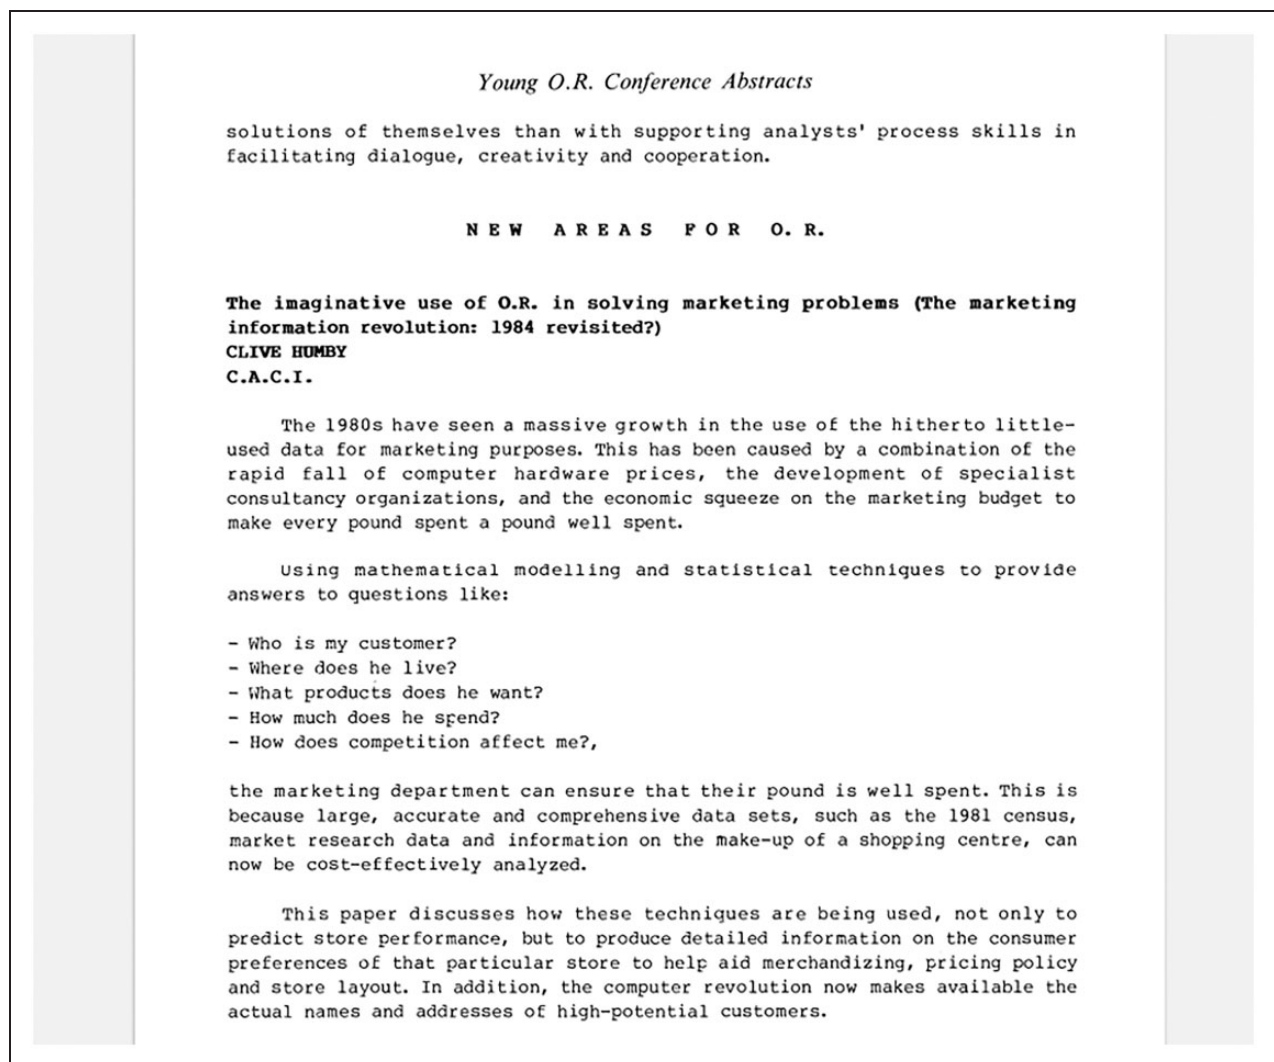 Young O.R. Conference Abstracts
solutions of themselves than with supporting analysts' process skills in
facilitating dialogue, creativity and cooperation.
NEW AREAS FOR O.R.
The imaginative use of O.R. in solving marketing problems (The marketing
information revolution: 1984 revisited?)
CLIVE HUMBY
C.A.C.I.
The 1980s have seen a massive growth in the use of the hitherto little-
used data for marketing purposes. This has been caused by a combination of the
rapid fall of computer hardware prices, the development of specialist
consultancy organizations, and the economic squeeze on the marketing budget to
make every pound spent a pound well spent.
Using mathematical modelling and statistical techniques to provide
answers to questions like:
- Who is my customer?
- Where does he live?
- What products does he want?
- How much does he spend?
- How does competition affect me?,
the marketing department can ensure that their pound is well spent. This is
because large, accurate and comprehensive data sets, such as the 1981 census,
market research data and information on the make-up of a shopping centre, can
now be cost-effectively analyzed.
This paper discusses how these techniques are being used, not only to
predict store performance, but to produce detailed information on the consumer
preferences of that particular store to help aid merchandizing, pricing policy
and store layout. In addition, the computer revolution now makes available the
actual names and addresses of high-potential customers.